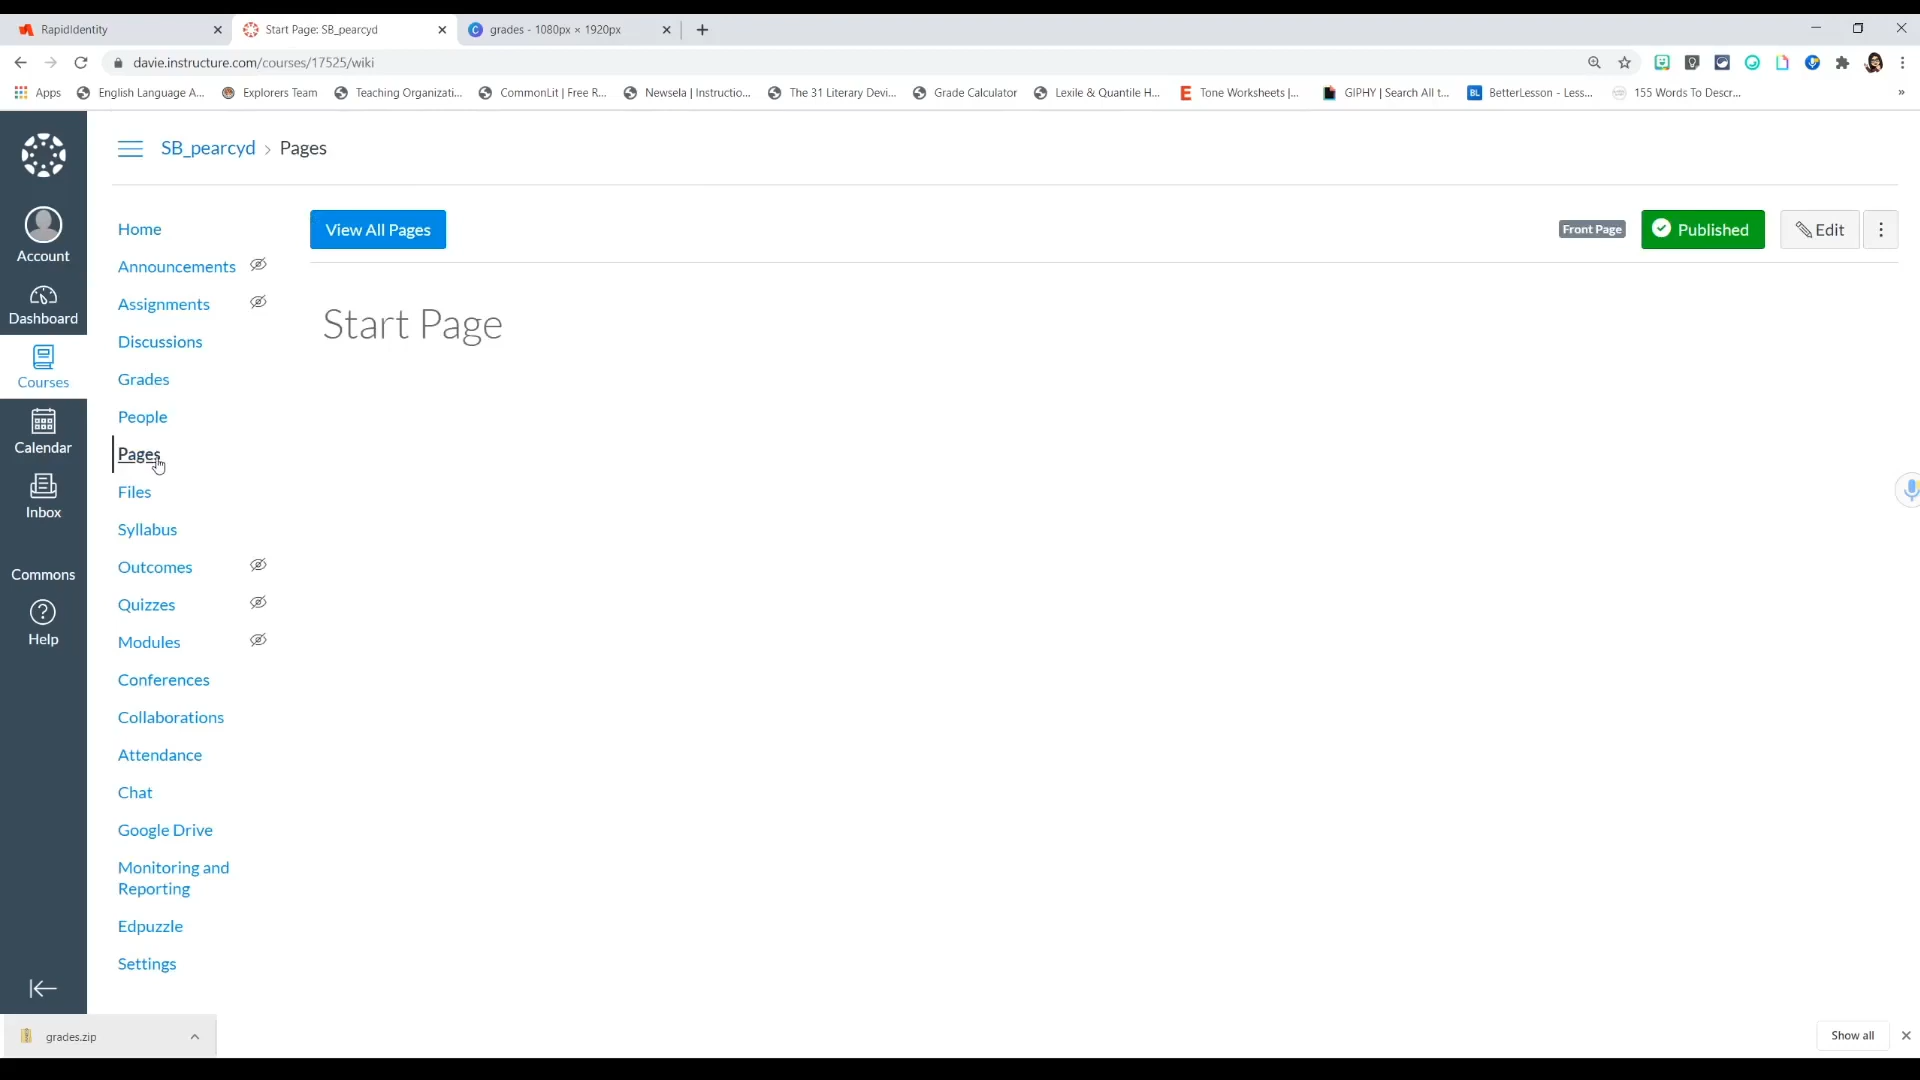 RapidIdentity
Start Page: SB_pearcyd
grades - 1080px × 1920px
davie.instructure.com/courses/17525/wiki
Apps
English Language A...
Explorers Team
Teaching Organizati...
CommonLit | Free R...
Newsela | Instructio...
The 31 Literary Devi...
Grade Calculator
Lexile & Quantile H...
Tone Worksheets |...
GIPHY | Search All t...
BetterLesson - Less...
155 Words To Descr...
SB_pearcyd > Pages
Account
Dashboard
Courses
Calendar
Inbox
Commons
Help
Home
Announcements
Assignments
Discussions
Grades
People
Pages
Files
Syllabus
Outcomes
Quizzes
Modules
Conferences
Collaborations
Attendance
Chat
Google Drive
Monitoring and
Reporting
Edpuzzle
Settings
View All Pages
Front Page
Published
Edit
Start Page
grades.zip
Show all